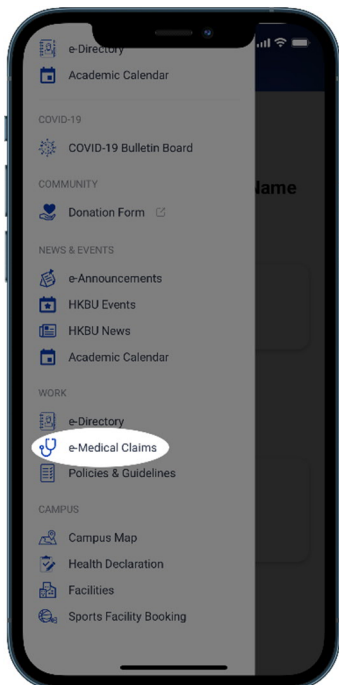 e-Directory
Academic Calendar
COVID-19
COVID-19 Bulletin Board
COMMUNITY
Name
Donation Form
NEWS & EVENTS
e-Announcements
HKBU Events
HKBU News
Academic Calendar
WORK
e-Directory
e-Medical Claims
Policies & Guidelines
CAMPUS
Campus Map
Health Declaration
Facilities
Sports Facility Booking